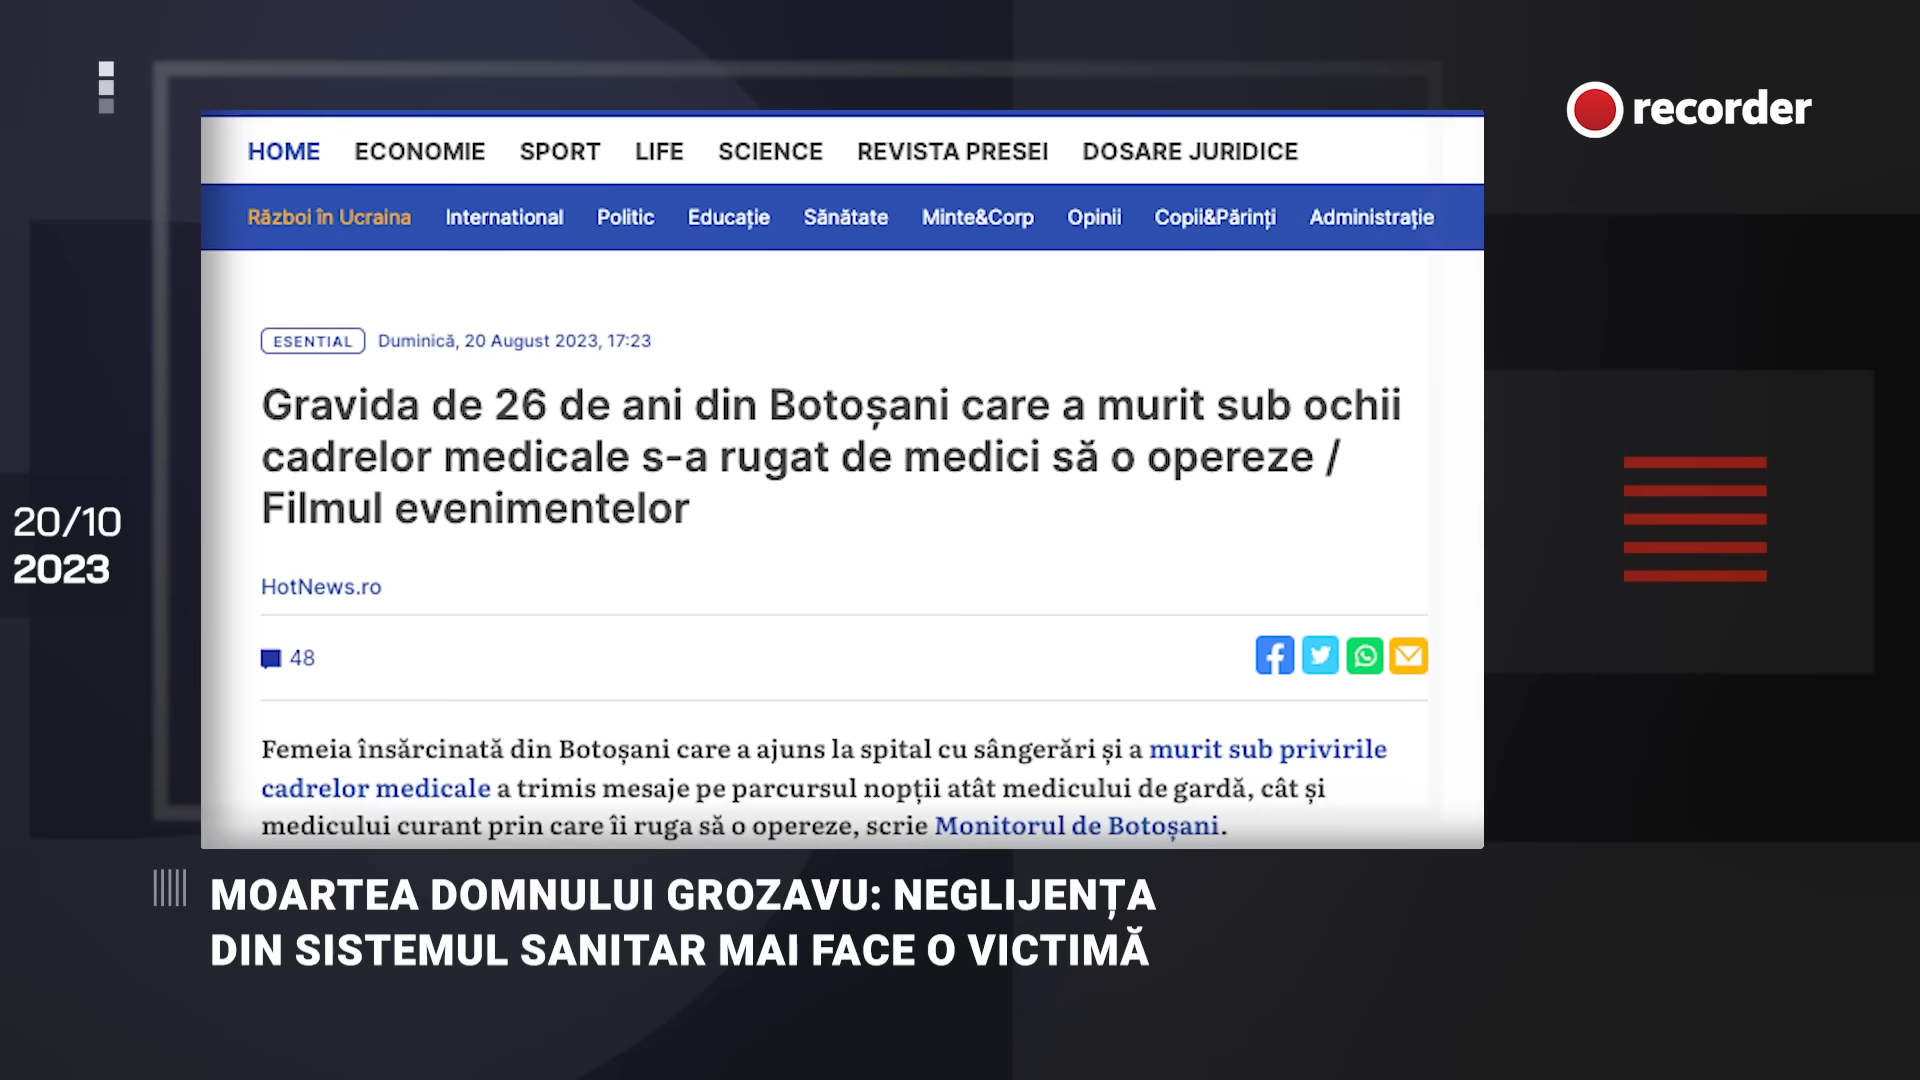 recorder
HOME ECONOMIE SPORT LIFE SCIENCE REVISTA PRESEI DOSARE JURIDICE
Război în Ucraina International Politic Educație Sănătate Minte&Corp Opinii Copii&Părinți Administrație
ESENTIAL Duminică, 20 August 2023, 17:23
Gravida de 26 de ani din Botoșani care a murit sub ochii
cadrelor medicale s-a rugat de medici să o opereze /
Filmul evenimentelor
20/10
2023
HotNews.ro
48
Femeia însărcinată din Botoșani care a ajuns la spital cu sângerări și a murit sub privirile
cadrelor medicale a trimis mesaje pe parcursul nopții atât medicului de gardă, cât și
medicului curant prin care îi ruga să o opereze, scrie Monitorul de Botoșani.
MOARTEA DOMNULUI GROZAVU: NEGLIJENȚA
DIN SISTEMUL SANITAR MAI FACE O VICTIMĂ